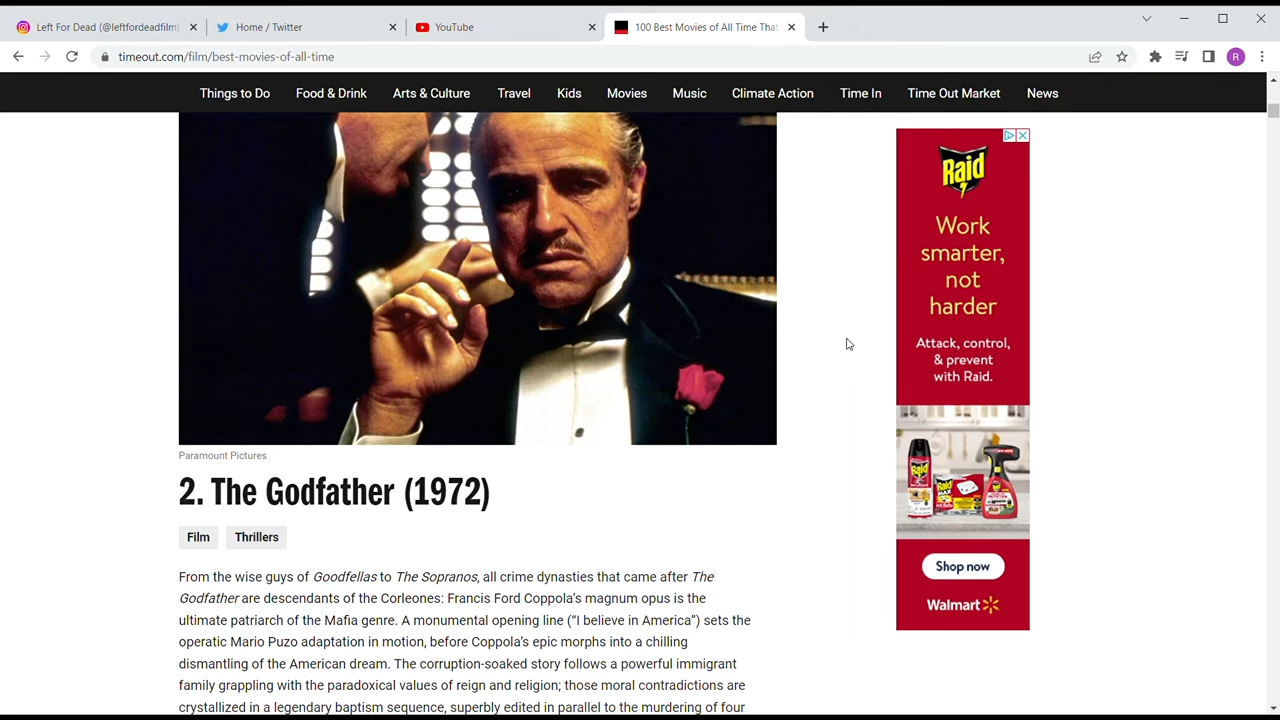 Left For Dead (@leftfordeadfilm)
Home / Twitter
YouTube
100 Best Movies of All Time That
timeout.com/film/best-movies-of-all-time
R
Things to Do Food & Drink Arts & Culture Travel Kids Movies Music Climate Action Time In Time Out Market News
Paramount Pictures
2. The Godfather (1972)
Film Thrillers
From the wise guys of Goodfellas to The Sopranos, all crime dynasties that came after The
Godfather are descendants of the Corleones: Francis Ford Coppola’s magnum opus is the
ultimate patriarch of the Mafia genre. A monumental opening line (“I believe in America”) sets the
operatic Mario Puzo adaptation in motion, before Coppola’s epic morphs into a chilling
dismantling of the American dream. The corruption-soaked story follows a powerful immigrant
family grappling with the paradoxical values of reign and religion; those moral contradictions are
crystallized in a legendary baptism sequence, superbly edited in parallel to the murdering of four
Raid
Work
smarter,
not
harder
Attack, control,
& prevent
with Raid.
Raid
Raid
MAX
Raid
Shop now
Walmart